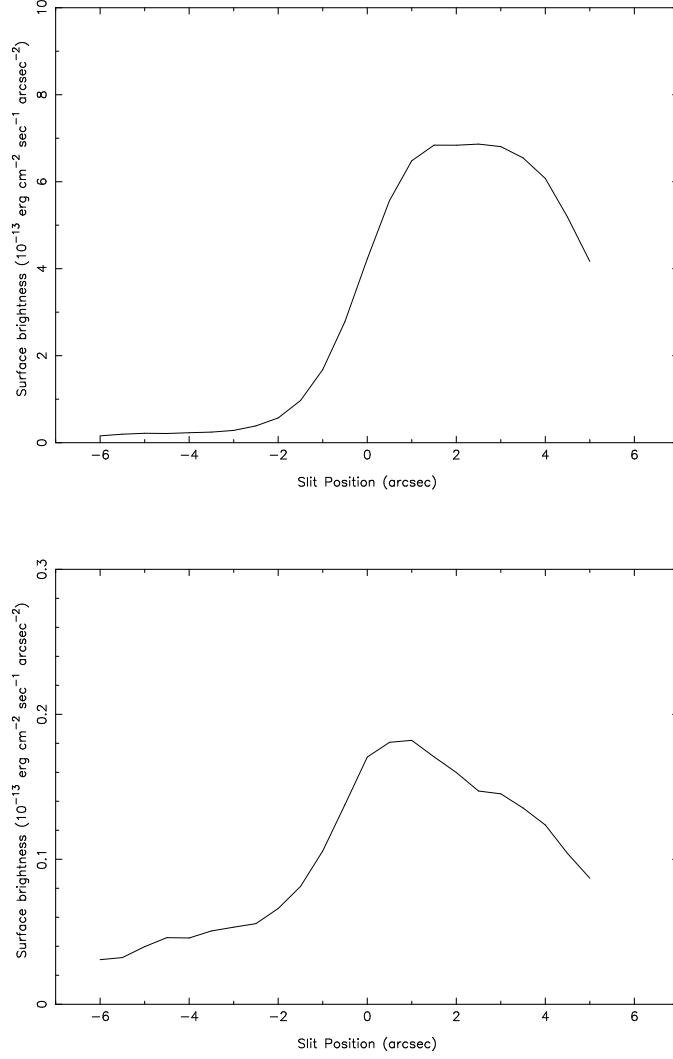 Surface brightness (10⁻¹³ erg cm⁻² sec⁻¹ arcsec⁻²)
10
8
6
4
2
0
−6 −4 −2 0 2 4 6
Slit Position (arcsec)
Surface brightness (10⁻¹³ erg cm⁻² sec⁻¹ arcsec⁻²)
0.3
0.2
0.1
0
−6 −4 −2 0 2 4 6
Slit Position (arcsec)